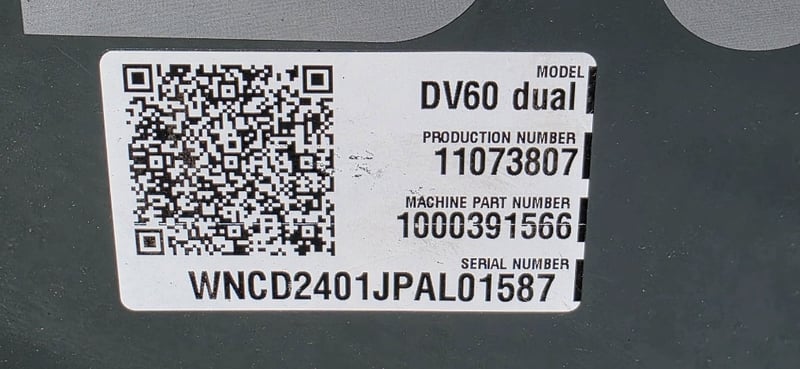 MODEL
DV60 dual
PRODUCTION NUMBER
11073807
MACHINE PART NUMBER
1000391566
SERIAL NUMBER
WNCD2401JPAL01587